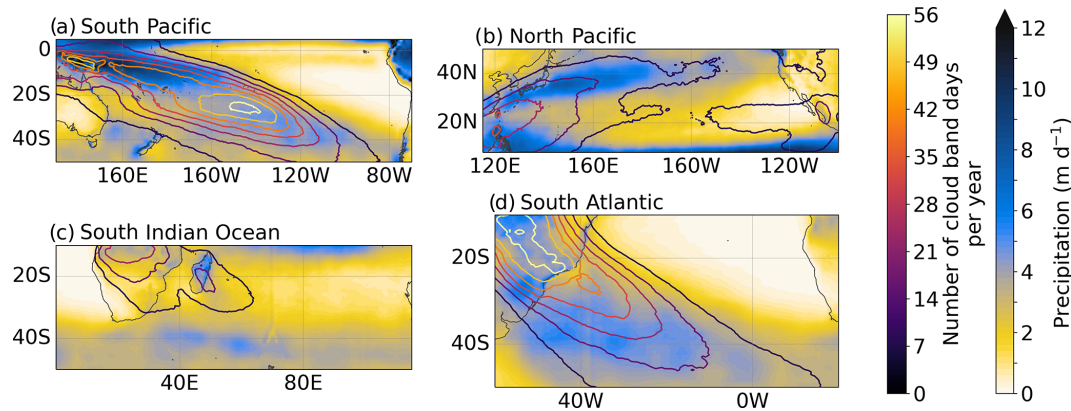 (a) South Pacific
0
20S
40S
160E 160W 120W 80W
(b) North Pacific
40N
20N
120E 160E 160W 120W
(c) South Indian Ocean
20S
40S
40E 80E
(d) South Atlantic
20S
40S
40W 0W
56
49
42
35
28
21
14
7
0
Number of cloud band days
per year
12
10
8
6
4
2
0
Precipitation (m d⁻¹)